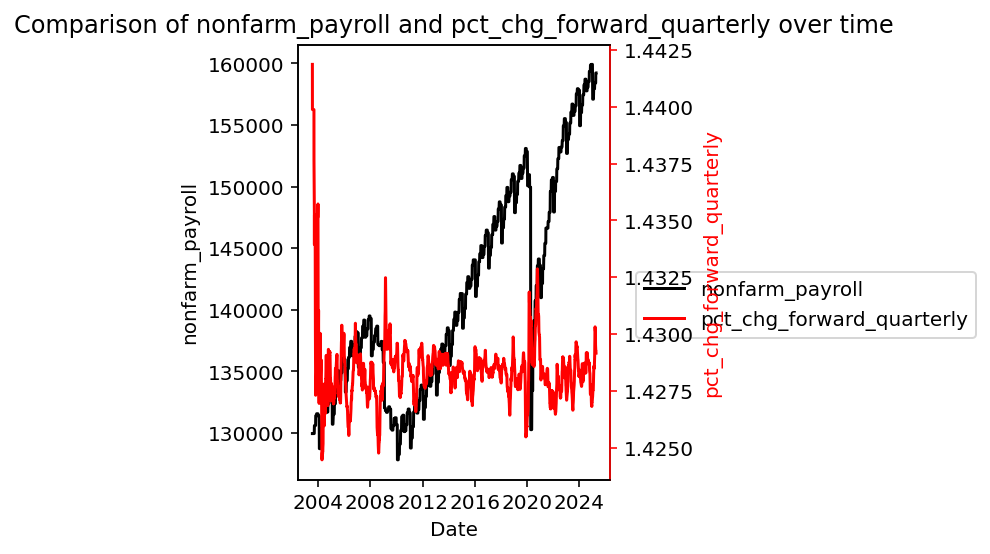 Comparison of nonfarm_payroll and pct_chg_forward_quarterly over time
160000
155000
150000
145000
140000
135000
130000
nonfarm_payroll
1.4425
1.4400
1.4375
1.4350
1.4325
1.4300
1.4275
1.4250
pct_chg_forward_quarterly
nonfarm_payroll
pct_chg_forward_quarterly
2004 2008 2012 2016 2020 2024
Date